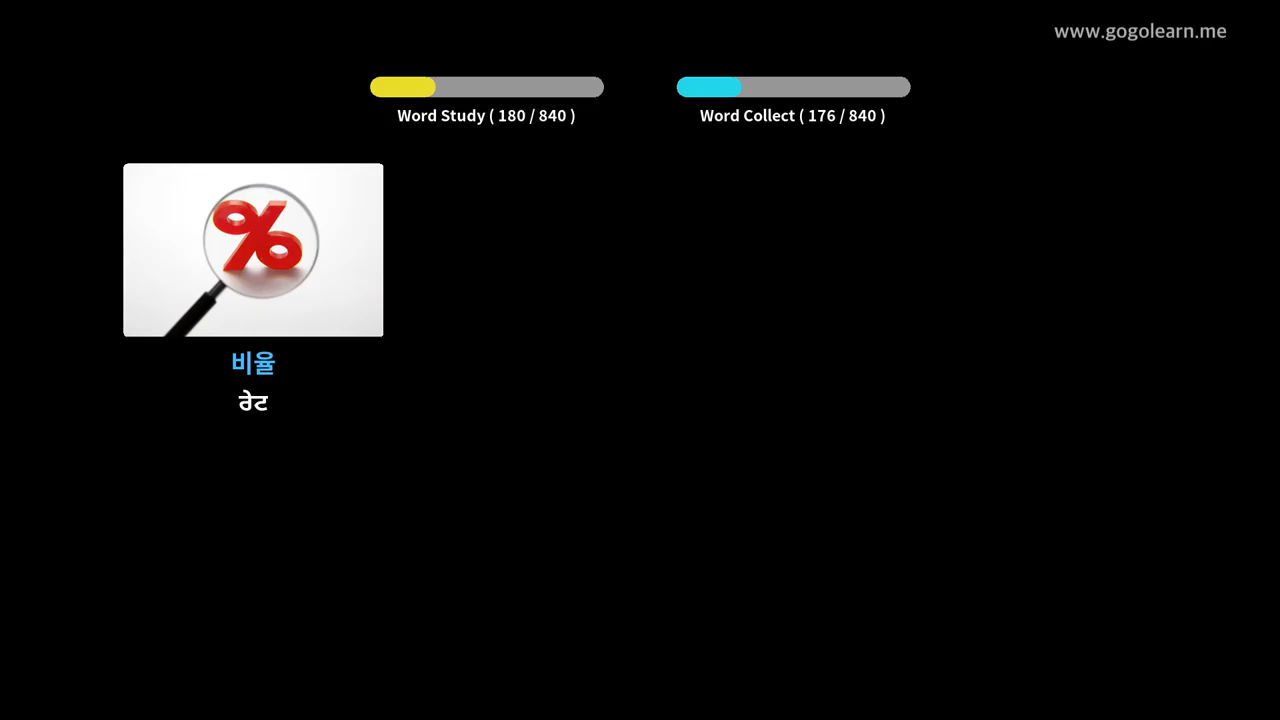 www.gogolearn.me
Word Study ( 180 / 840 )
Word Collect ( 176 / 840 )
%
비율
ਰੇਟ